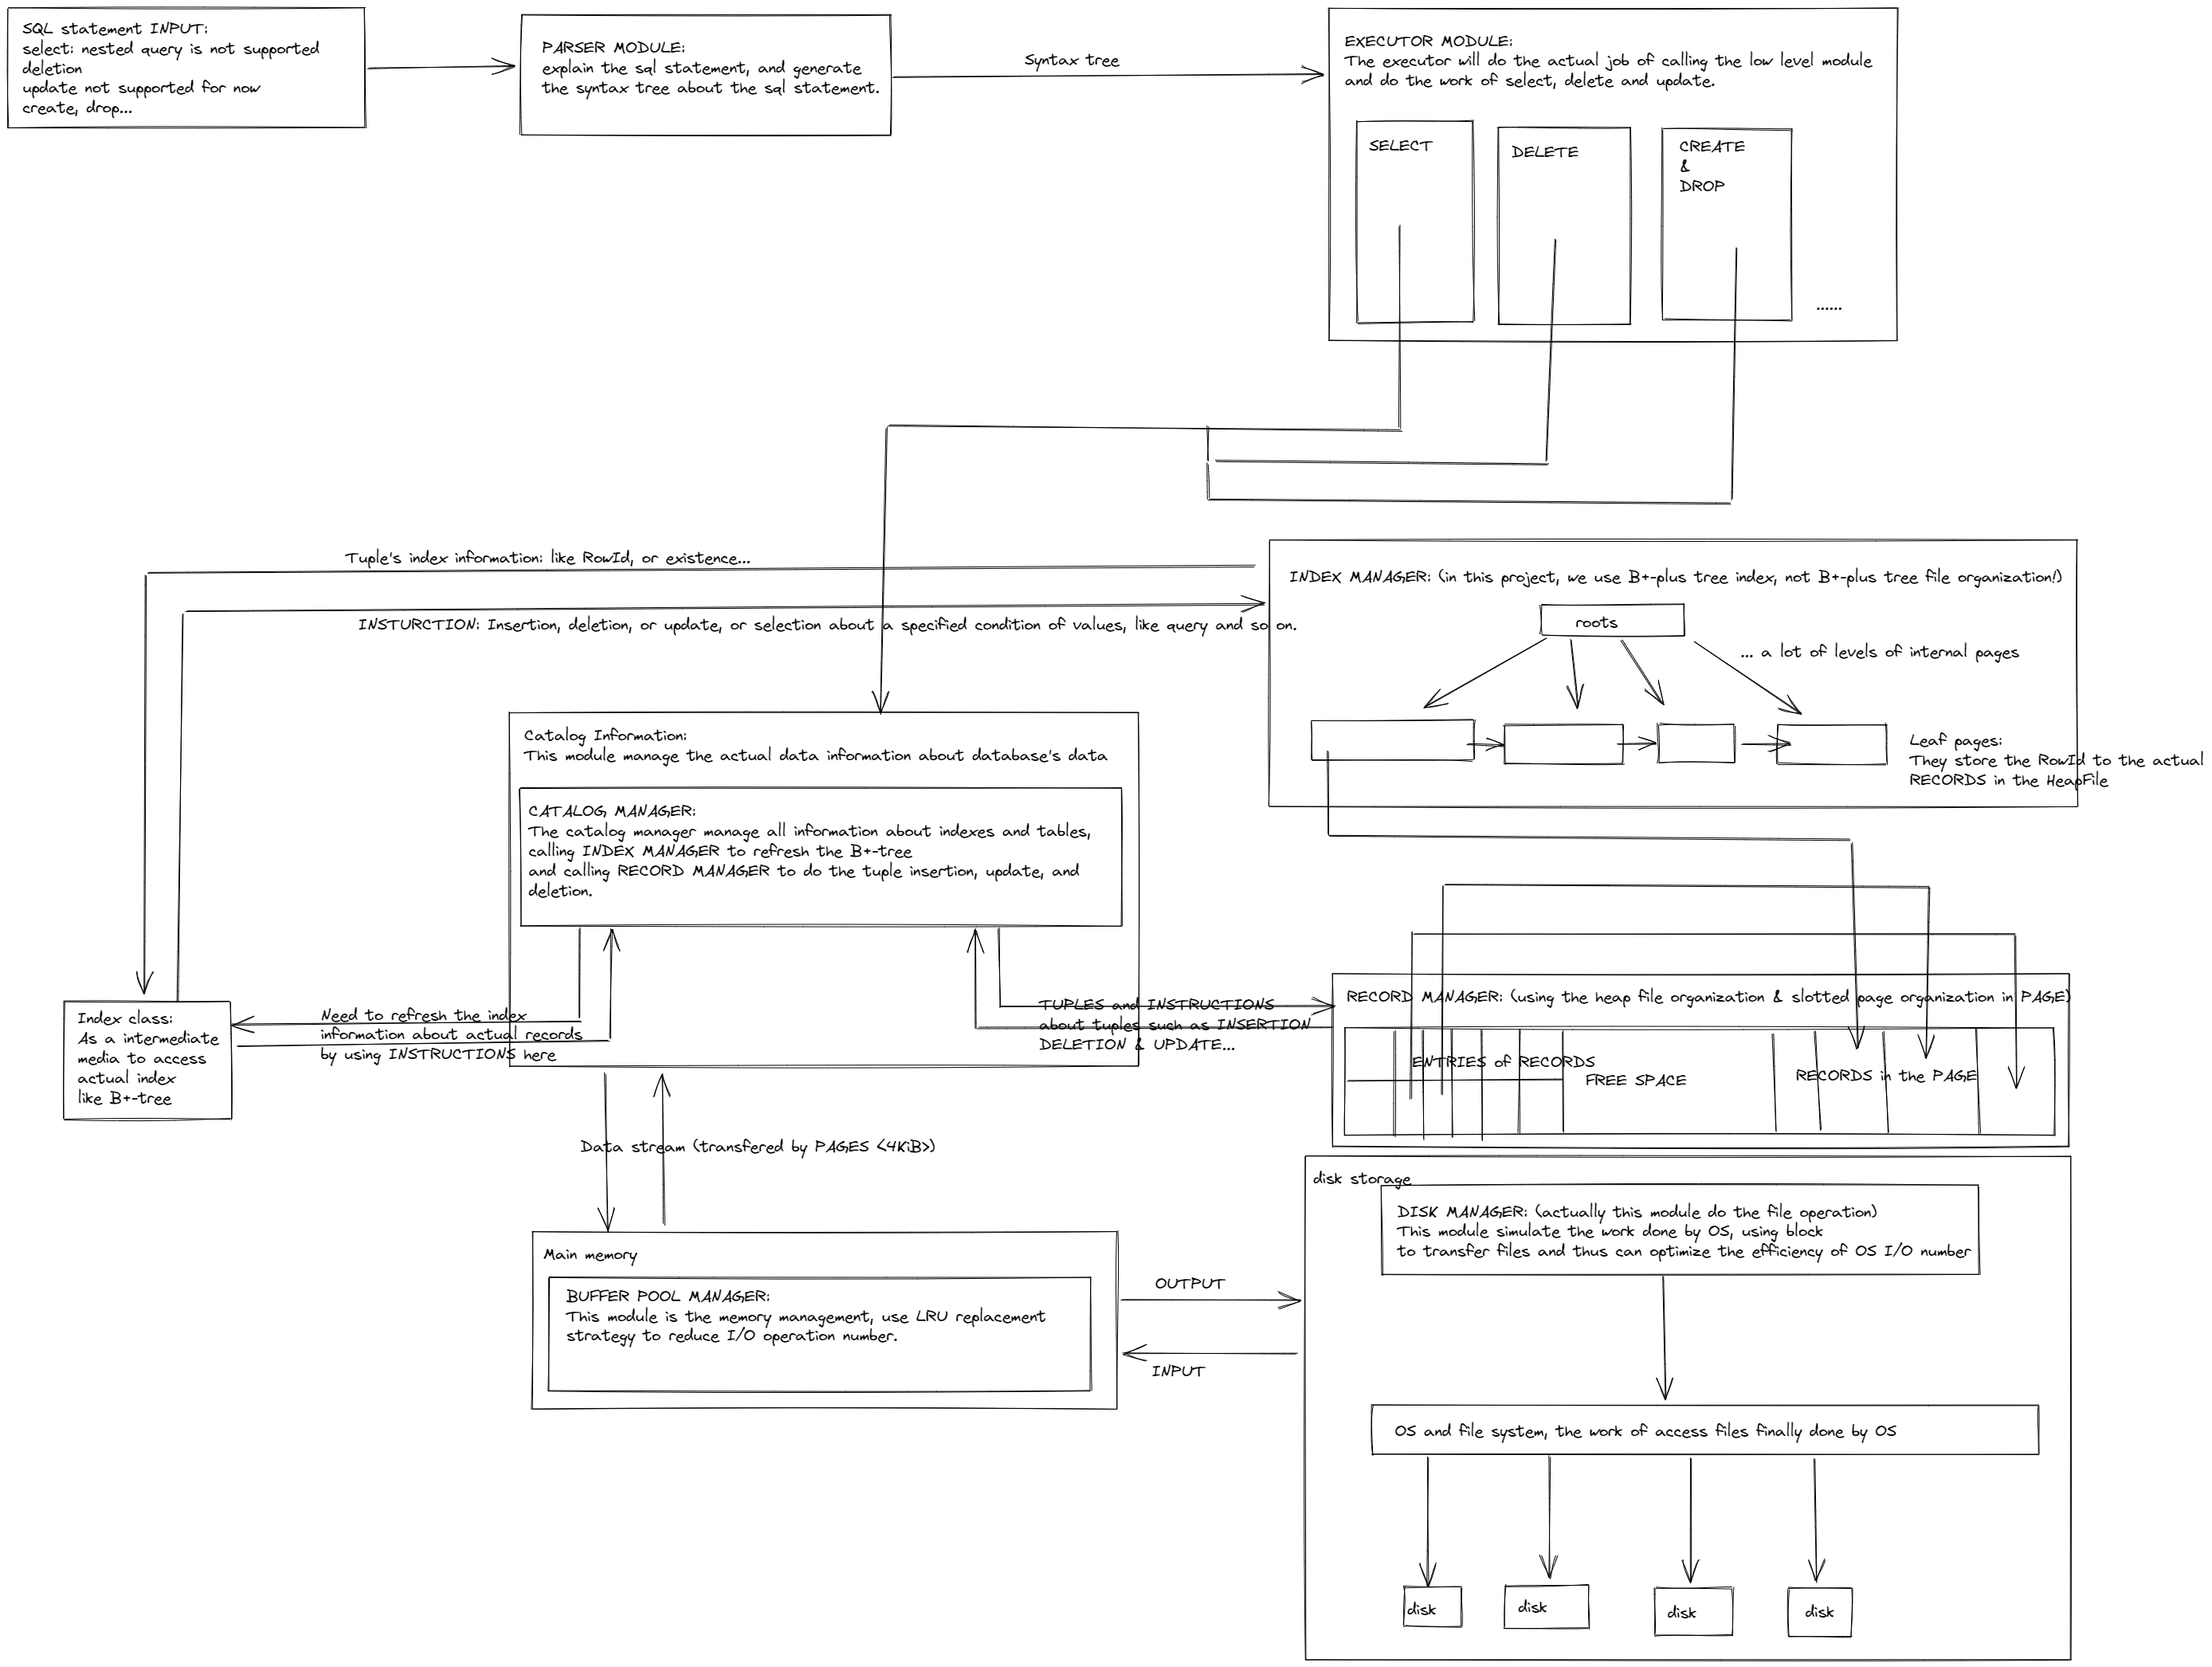 SQL statement INPUT:
select: nested query is not supported
deletion
update not supported for now
create, drop...
PARSER MODULE:
explain the sql statement, and generate
the syntax tree about the sql statement.
Syntax tree
EXECUTOR MODULE:
The executor will do the actual job of calling the low level module
and do the work of select, delete and update.
SELECT
DELETE
CREATE
&
DROP
......
Tuple's index information: like RowId, or existence...
INSTURCTION: Insertion, deletion, or update, or selection about a specified condition of values, like query and so on.
INDEX MANAGER: (in this project, we use B+-plus tree index, not B+-plus tree file organization!)
roots
... a lot of levels of internal pages
Leaf pages:
They store the RowId to the actual
RECORDS in the HeapFile
Catalog Information:
This module manage the actual data information about database's data
CATALOG MANAGER:
The catalog manager manage all information about indexes and tables,
calling INDEX MANAGER to refresh the B+-tree
and calling RECORD MANAGER to do the tuple insertion, update, and
deletion.
Index class:
As a intermediate
media to access
actual index
like B+-tree
Need to refresh the index
information about actual records
by using INSTRUCTIONS here
TUPLES and INSTRUCTIONS
about tuples such as INSERTION
DELETION & UPDATE...
RECORD MANAGER: (using the heap file organization & slotted page organization in PAGE)
ENTRIES of RECORDS
FREE SPACE
RECORDS in the PAGE
Data stream (transfered by PAGES <4KiB>)
Main memory
BUFFER POOL MANAGER:
This module is the memory management, use LRU replacement
strategy to reduce I/O operation number.
OUTPUT
INPUT
disk storage
DISK MANAGER: (actually this module do the file operation)
This module simulate the work done by OS, using block
to transfer files and thus can optimize the efficiency of OS I/O number
OS and file system, the work of access files finally done by OS
disk
disk
disk
disk